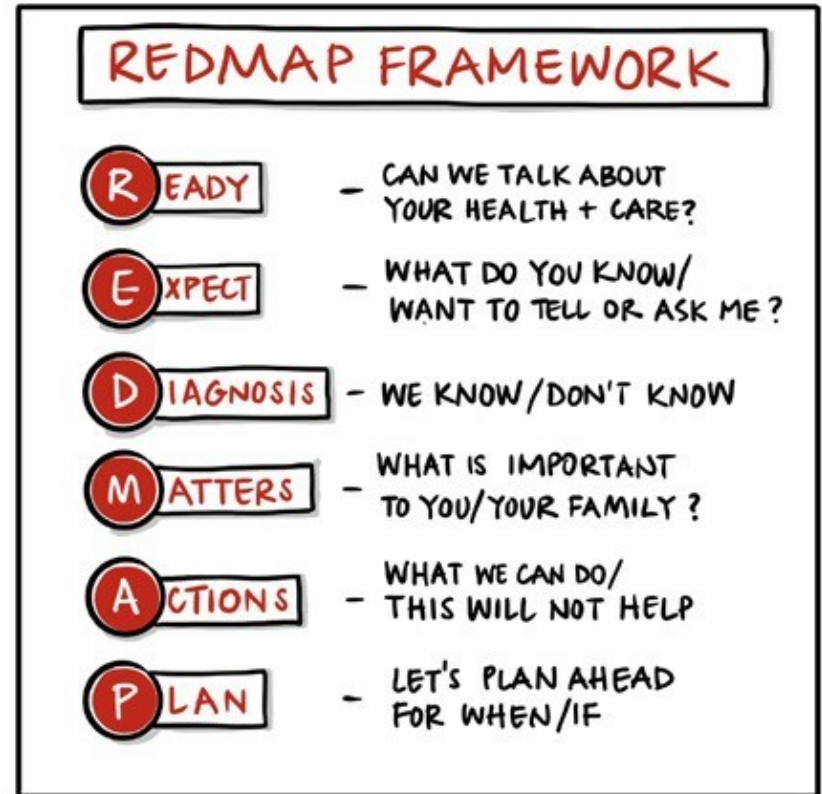 REDMAP FRAMEWORK
READY - CAN WE TALK ABOUT
YOUR HEALTH + CARE?
EXPECT - WHAT DO YOU KNOW/
WANT TO TELL OR ASK ME?
DIAGNOSIS - WE KNOW/DON'T KNOW
MATTERS - WHAT IS IMPORTANT
TO YOU/YOUR FAMILY?
ACTIONS - WHAT WE CAN DO/
THIS WILL NOT HELP
PLAN - LET'S PLAN AHEAD
FOR WHEN/IF